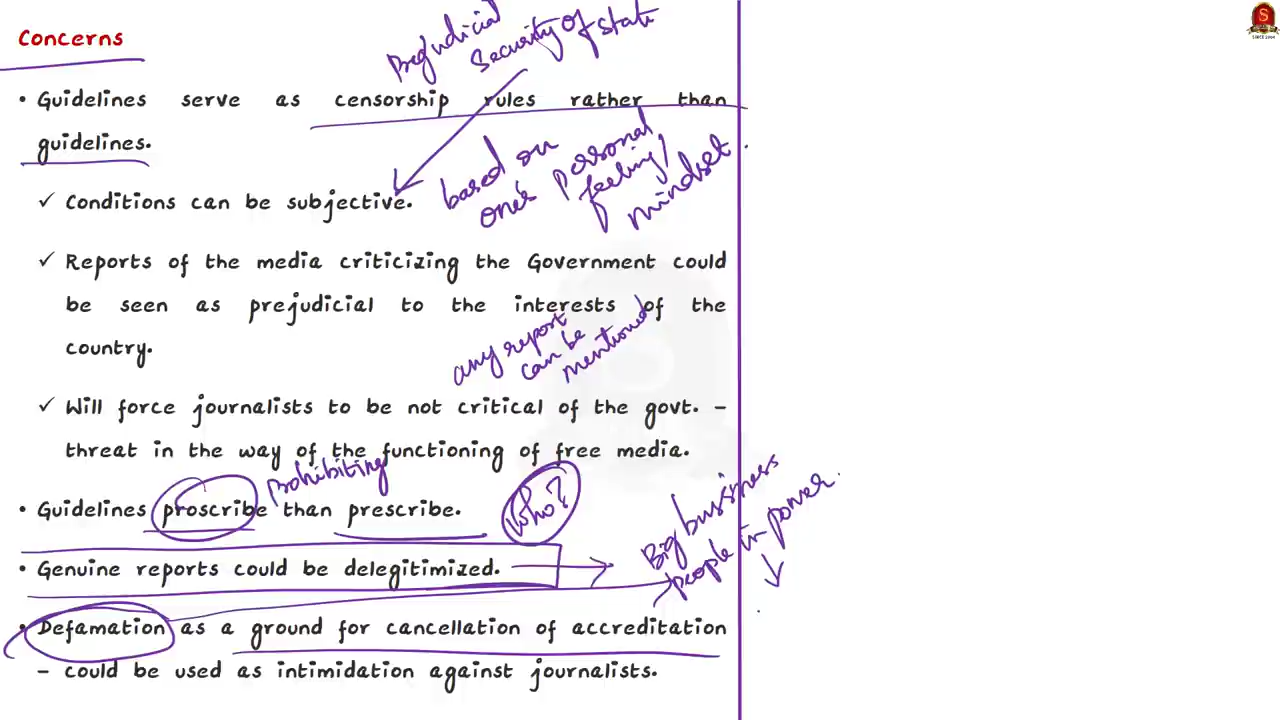 Concerns
Prejudicial
Security of state
• Guidelines serve as censorship rules rather than
guidelines.
based on
one's personal
feeling/
mindset.
✓ Conditions can be subjective.
✓ Reports of the media criticizing the Government could
be seen as prejudicial to the interests of the
country.
any report
can be
mentioned
✓ Will force journalists to be not critical of the govt. –
threat in the way of the functioning of free media.
prohibiting
• Guidelines proscribe than prescribe.
Who?
Big bussiness
people in power.
• Genuine reports could be delegitimized.
• Defamation as a ground for cancellation of accreditation
– could be used as intimidation against journalists.
S